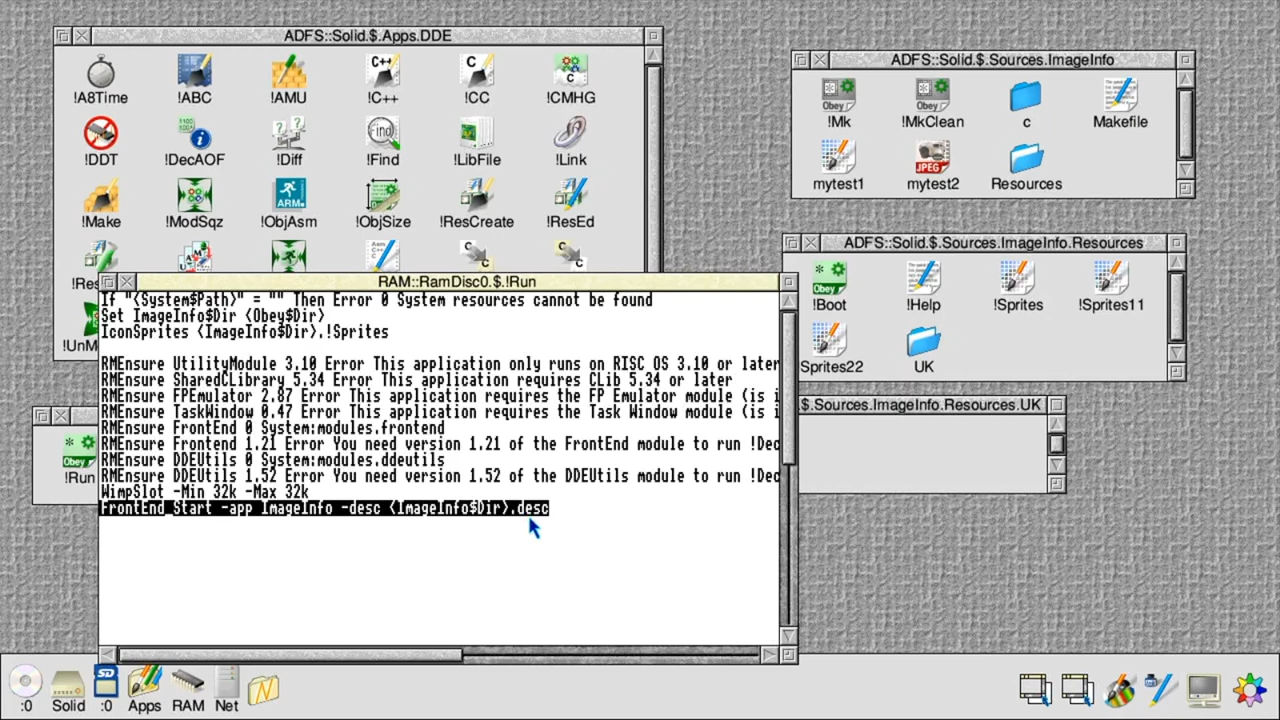 ADFS::Solid.$.Apps.DDE
!A8Time !ABC !AMU !C++ !CC !CMHG
!DDT !DecAOF !Diff !Find !LibFile !Link
!Make !ModSqz !ObjAsm !ObjSize !ResCreate !ResEd
!Res
!UnM
ADFS::Solid.$.Sources.ImageInfo
!Mk !MkClean c Makefile
mytest1 mytest2 Resources
ADFS::Solid.$.Sources.ImageInfo.Resources
!Boot !Help !Sprites !Sprites11
Sprites22 UK
.$.Sources.ImageInfo.Resources.UK
!Run
RAM::RamDisc0.$.!Run
If "<System$Path>" = "" Then Error 0 System resources cannot be found
Set ImageInfo$Dir <Obey$Dir>
IconSprites <ImageInfo$Dir>.!Sprites
RMEnsure UtilityModule 3.10 Error This application only runs on RISC OS 3.10 or later
RMEnsure SharedCLibrary 5.34 Error This application requires CLib 5.34 or later
RMEnsure FPEmulator 2.87 Error This application requires the FP Emulator module (is i
RMEnsure TaskWindow 0.47 Error This application requires the Task Window module (is i
RMEnsure FrontEnd 0 System:modules.frontend
RMEnsure Frontend 1.21 Error You need version 1.21 of the FrontEnd module to run !Dec
RMEnsure DDEUtils 0 System:modules.ddeutils
RMEnsure DDEUtils 1.52 Error You need version 1.52 of the DDEUtils module to run !Dec
WimpSlot -Min 32k -Max 32k
FrontEnd_Start -app ImageInfo -desc <ImageInfo$Dir>.desc
:0 Solid :0 Apps RAM Net